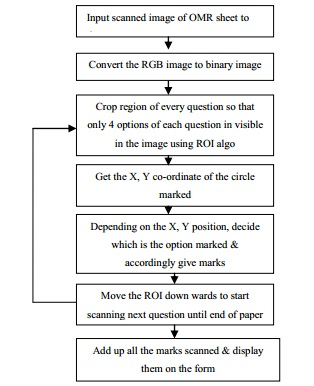 Input scanned image of OMR sheet to
Convert the RGB image to binary image
Crop region of every question so that
only 4 options of each question in visible
in the image using ROI algo
Get the X, Y co-ordinate of the circle
marked
Depending on the X, Y position, decide
which is the option marked &
accordingly give marks
Move the ROI down wards to start
scanning next question until end of paper
Add up all the marks scanned & display
them on the form